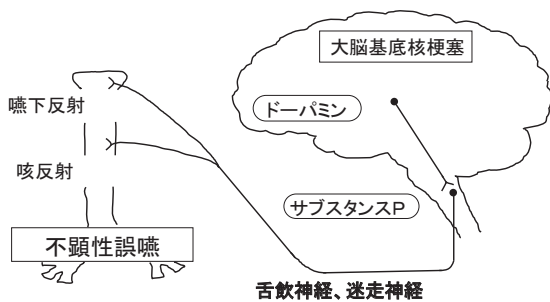 大脳基底核梗塞
嚥下反射
ドーパミン
咳反射
サブスタンスP
不顕性誤嚥
舌飲神経、迷走神経